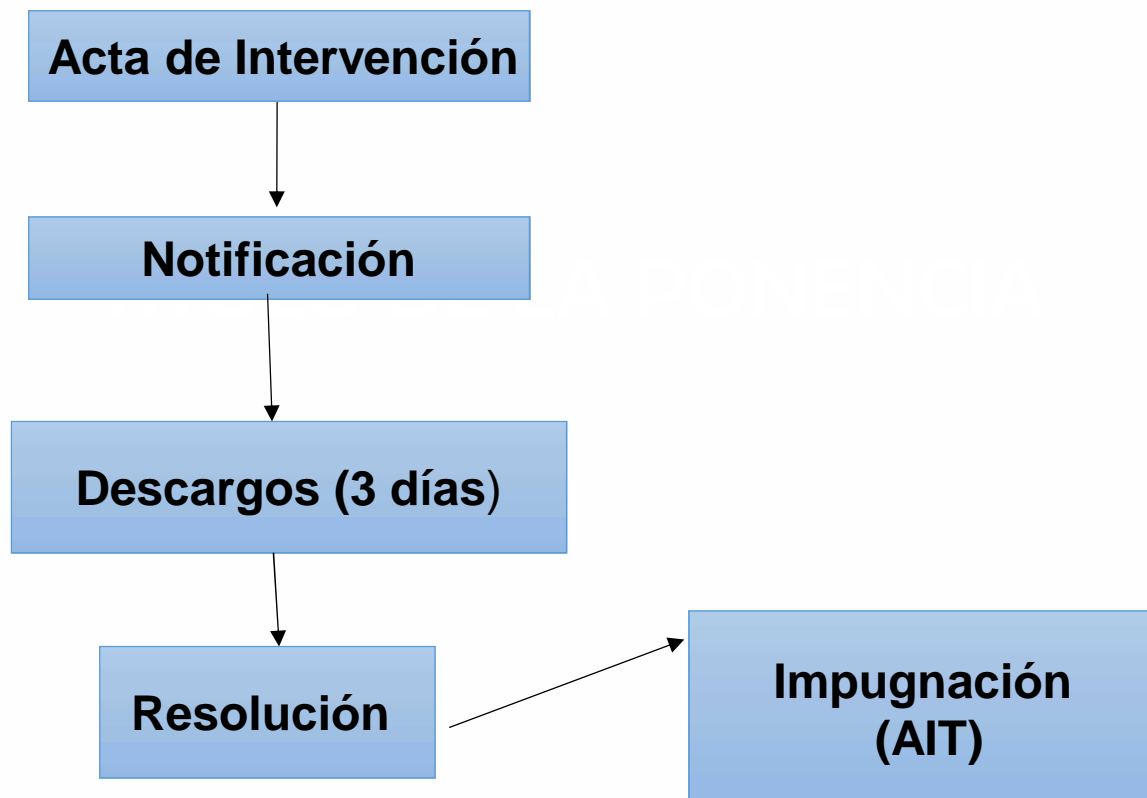 Acta de Intervención
Notificación
Descargos (3 días)
Resolución
Impugnación
(AIT)